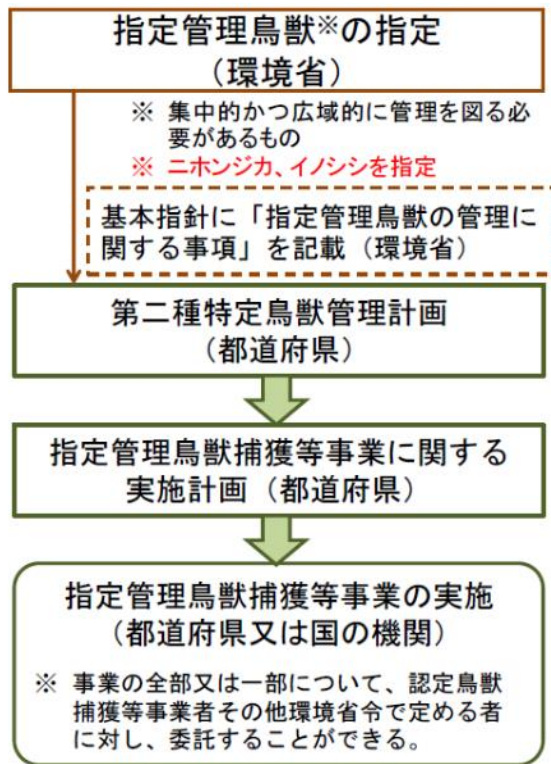 指定管理鳥獣※の指定
（環境省）
※ 集中的かつ広域的に管理を図る必
要があるもの
※ ニホンジカ、イノシシを指定
基本指針に「指定管理鳥獣の管理に
関する事項」を記載（環境省）
第二種特定鳥獣管理計画
（都道府県）
指定管理鳥獣捕獲等事業に関する
実施計画（都道府県）
指定管理鳥獣捕獲等事業の実施
（都道府県又は国の機関）
※ 事業の全部又は一部について、認定鳥獣
捕獲等事業者その他環境省令で定める者
に対し、委託することができる。